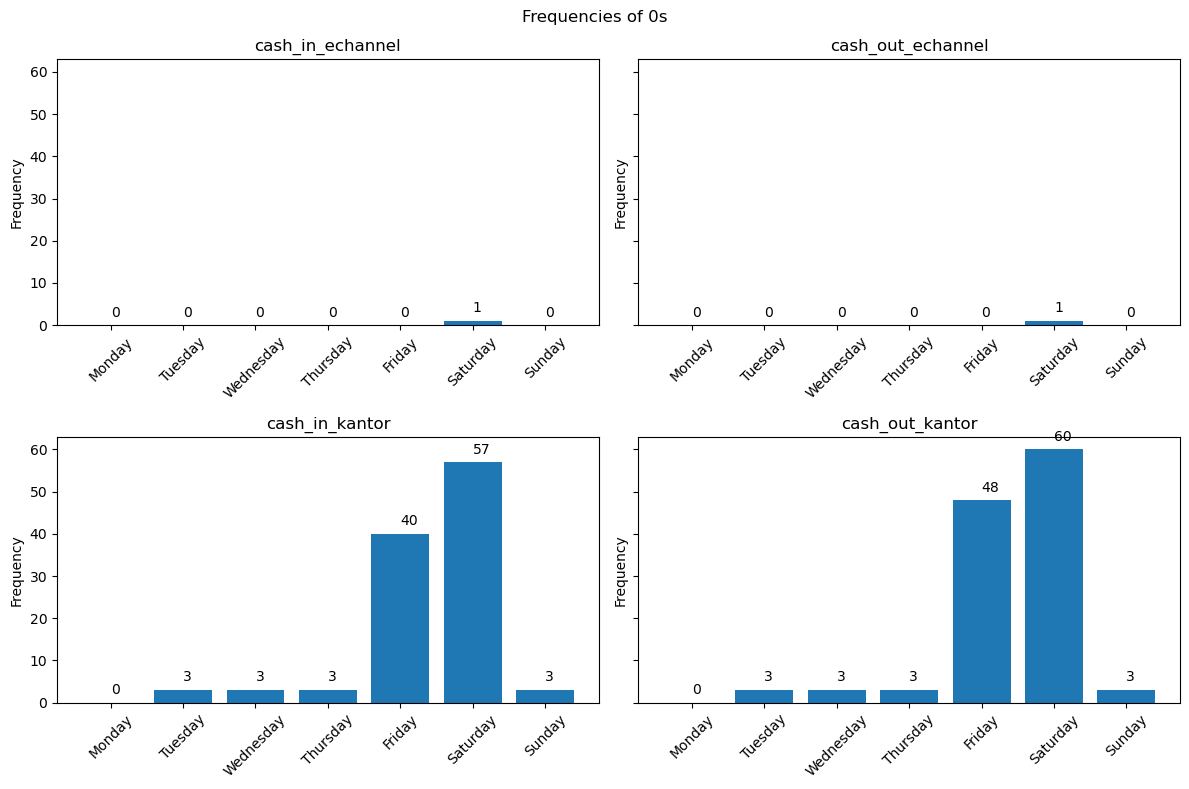 Frequencies of 0s
cash_in_echannel
Frequency
60
50
40
30
20
10
0
0 0 0 0 0 1 0
Monday Tuesday Wednesday Thursday Friday Saturday Sunday
cash_out_echannel
Frequency
0 0 0 0 0 1 0
Monday Tuesday Wednesday Thursday Friday Saturday Sunday
cash_in_kantor
Frequency
60
50
40
30
20
10
0
0 3 3 3 40 57 3
Monday Tuesday Wednesday Thursday Friday Saturday Sunday
cash_out_kantor
Frequency
0 3 3 3 48 60 3
Monday Tuesday Wednesday Thursday Friday Saturday Sunday